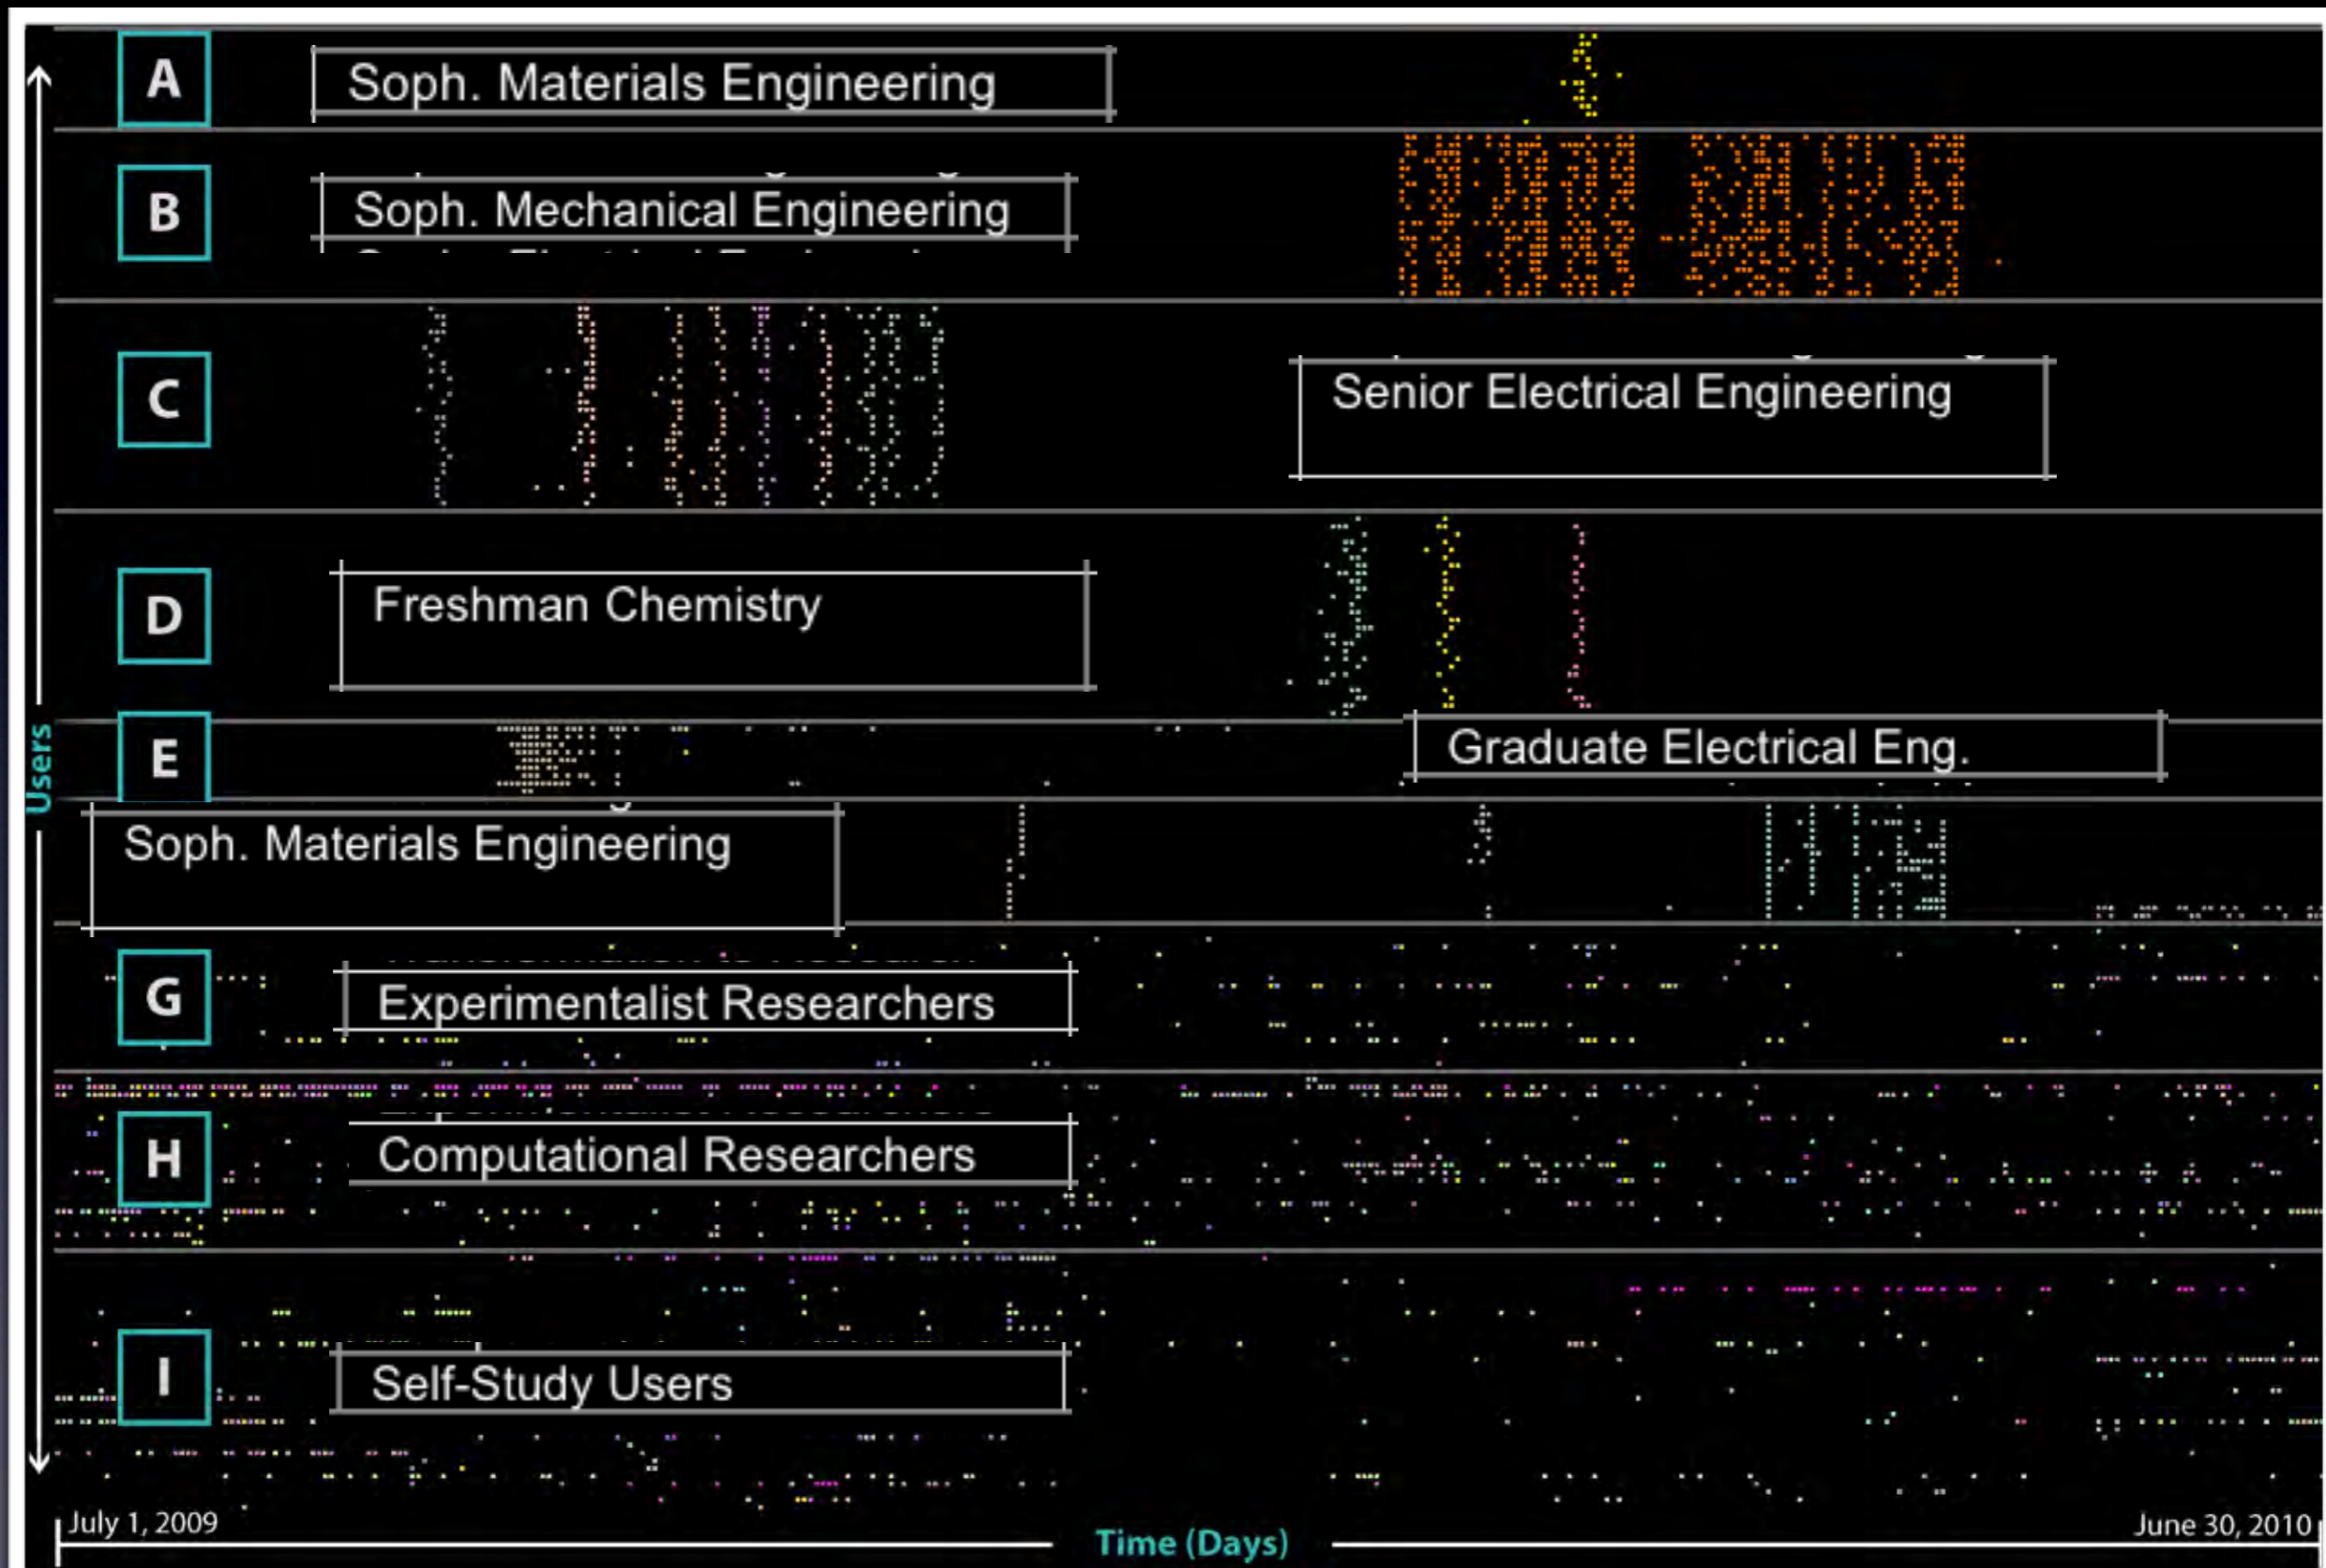 A
Soph. Materials Engineering
B
Soph. Mechanical Engineering
C
Senior Electrical Engineering
D
Freshman Chemistry
Users
E
Graduate Electrical Eng.
Soph. Materials Engineering
G
Experimentalist Researchers
H
Computational Researchers
I
Self-Study Users
July 1, 2009
June 30, 2010
Time (Days)